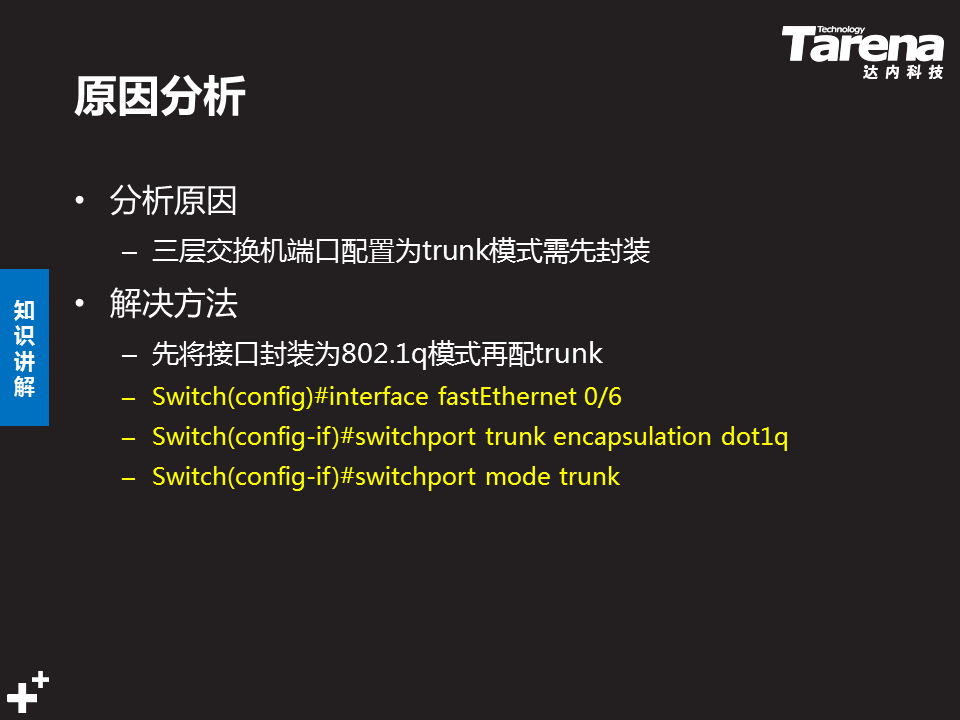 Technology
Tarena
达内科技
原因分析
• 分析原因
– 三层交换机端口配置为trunk模式需先封装
• 解决方法
– 先将接口封装为802.1q模式再配trunk
– Switch(config)#interface fastEthernet 0/6
– Switch(config-if)#switchport trunk encapsulation dot1q
– Switch(config-if)#switchport mode trunk
知识讲解